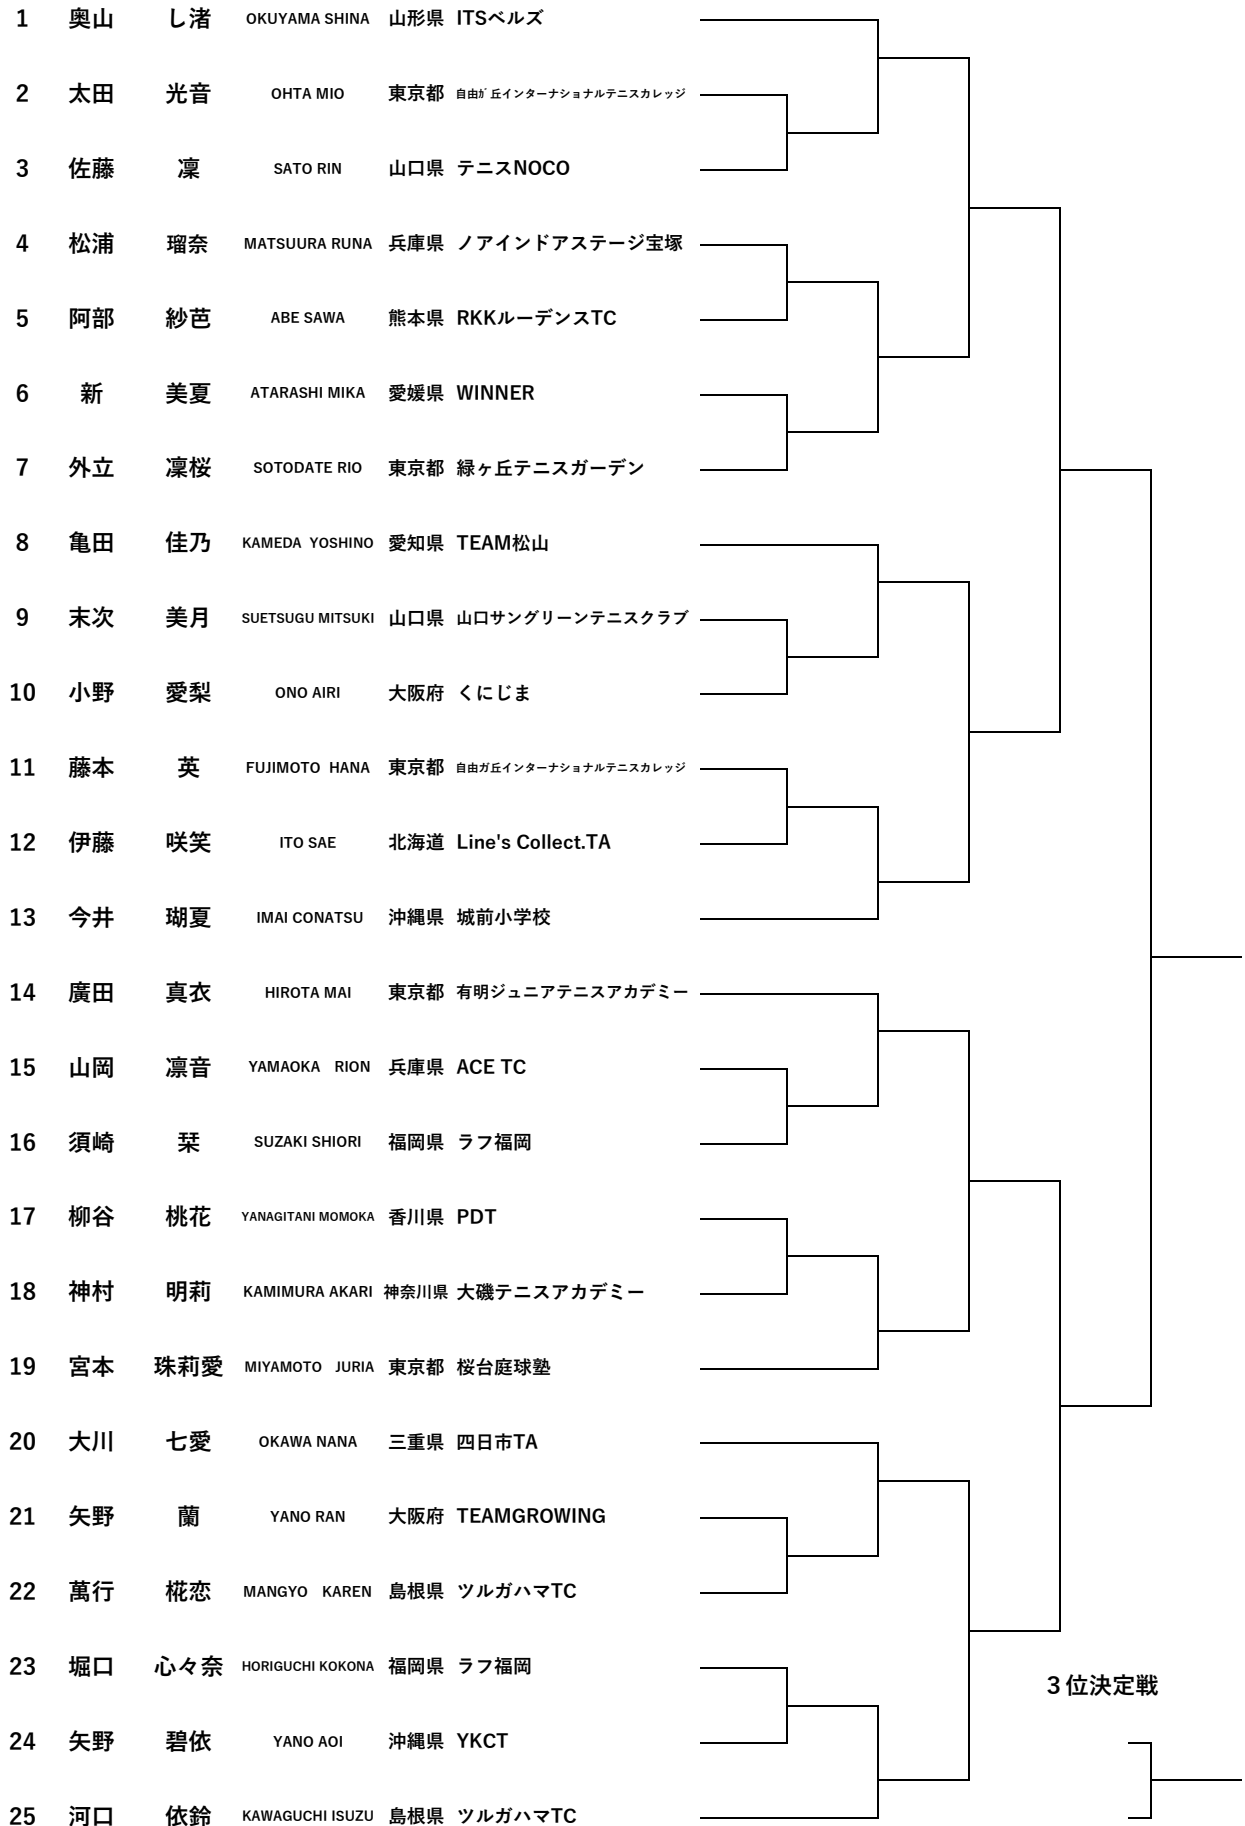 1 奥山 し渚 OKUYAMA SHINA 山形県 ITSベルズ
2 太田 光音 OHTA MIO 東京都 自由ｶﾞ丘インターナショナルテニスカレッジ
3 佐藤 凜 SATO RIN 山口県 テニスNOCO
4 松浦 瑠奈 MATSUURA RUNA 兵庫県 ノアインドアステージ宝塚
5 阿部 紗芭 ABE SAWA 熊本県 RKKルーデンスTC
6 新 美夏 ATARASHI MIKA 愛媛県 WINNER
7 外立 凜桜 SOTODATE RIO 東京都 緑ヶ丘テニスガーデン
8 亀田 佳乃 KAMEDA YOSHINO 愛知県 TEAM松山
9 末次 美月 SUETSUGU MITSUKI 山口県 山口サングリーンテニスクラブ
10 小野 愛梨 ONO AIRI 大阪府 くにじま
11 藤本 英 FUJIMOTO HANA 東京都 自由ガ丘インターナショナルテニスカレッジ
12 伊藤 咲笑 ITO SAE 北海道 Line's Collect.TA
13 今井 瑚夏 IMAI CONATSU 沖縄県 城前小学校
14 廣田 真衣 HIROTA MAI 東京都 有明ジュニアテニスアカデミー
15 山岡 凛音 YAMAOKA RION 兵庫県 ACE TC
16 須崎 栞 SUZAKI SHIORI 福岡県 ラフ福岡
17 柳谷 桃花 YANAGITANI MOMOKA 香川県 PDT
18 神村 明莉 KAMIMURA AKARI 神奈川県 大磯テニスアカデミー
19 宮本 珠莉愛 MIYAMOTO JURIA 東京都 桜台庭球塾
20 大川 七愛 OKAWA NANA 三重県 四日市TA
21 矢野 蘭 YANO RAN 大阪府 TEAMGROWING
22 萬行 椛恋 MANGYO KAREN 島根県 ツルガハマTC
23 堀口 心々奈 HORIGUCHI KOKONA 福岡県 ラフ福岡
３位決定戦
24 矢野 碧依 YANO AOI 沖縄県 YKCT
25 河口 依鈴 KAWAGUCHI ISUZU 島根県 ツルガハマTC